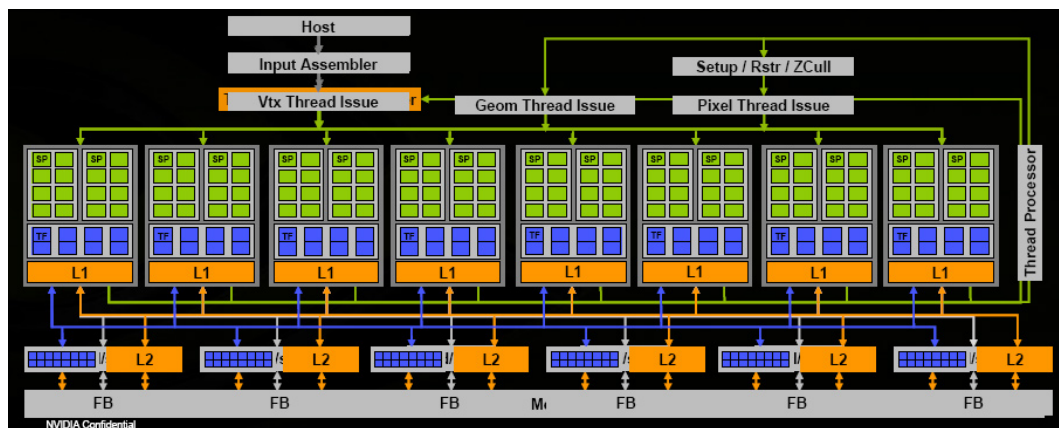 Host
Input Assembler
Setup / Rstr / ZCull
Vtx Thread Issue
Geom Thread Issue
Pixel Thread Issue
Thread Processor
SP SP SP SP SP SP SP SP SP SP SP SP SP SP SP SP
TF TF TF TF TF TF TF TF
L1 L1 L1 L1 L1 L1 L1 L1
L2 L2 L2 L2 L2 L2
FB FB FB FB FB FB
NVIDIA Confidential